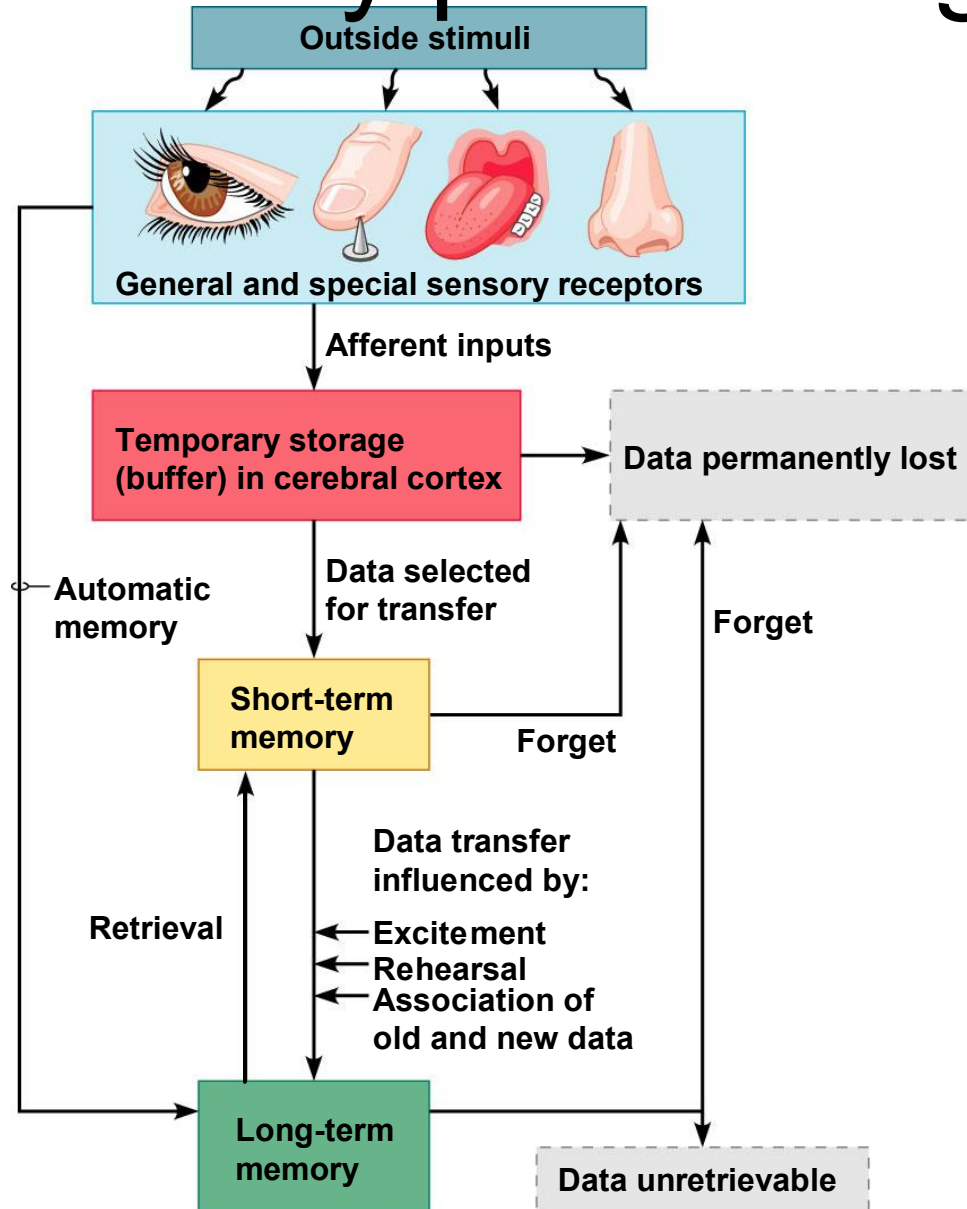 Outside stimuli
General and special sensory receptors
Afferent inputs
Temporary storage
(buffer) in cerebral cortex
Data permanently lost
Automatic
memory
Data selected
for transfer
Forget
Short-term
memory
Forget
Data transfer
influenced by:
Retrieval
Excitement
Rehearsal
Association of
old and new data
Long-term
memory
Data unretrievable